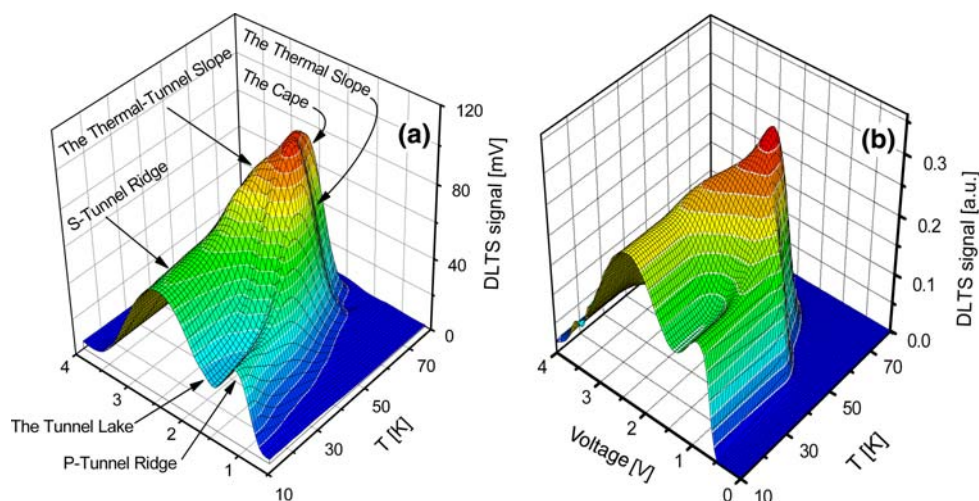 The Thermal-Tunnel Slope
S-Tunnel Ridge
The Thermal Slope
The Cape
(a)
120
80
40
0
DLTS signal [mV]
70
50
30
10
T [K]
4
3
2
1
The Tunnel Lake
P-Tunnel Ridge
(b)
0.3
0.2
0.1
0.0
DLTS signal [a.u.]
70
50
30
10
T [K]
4
3
2
1
0
Voltage [V]